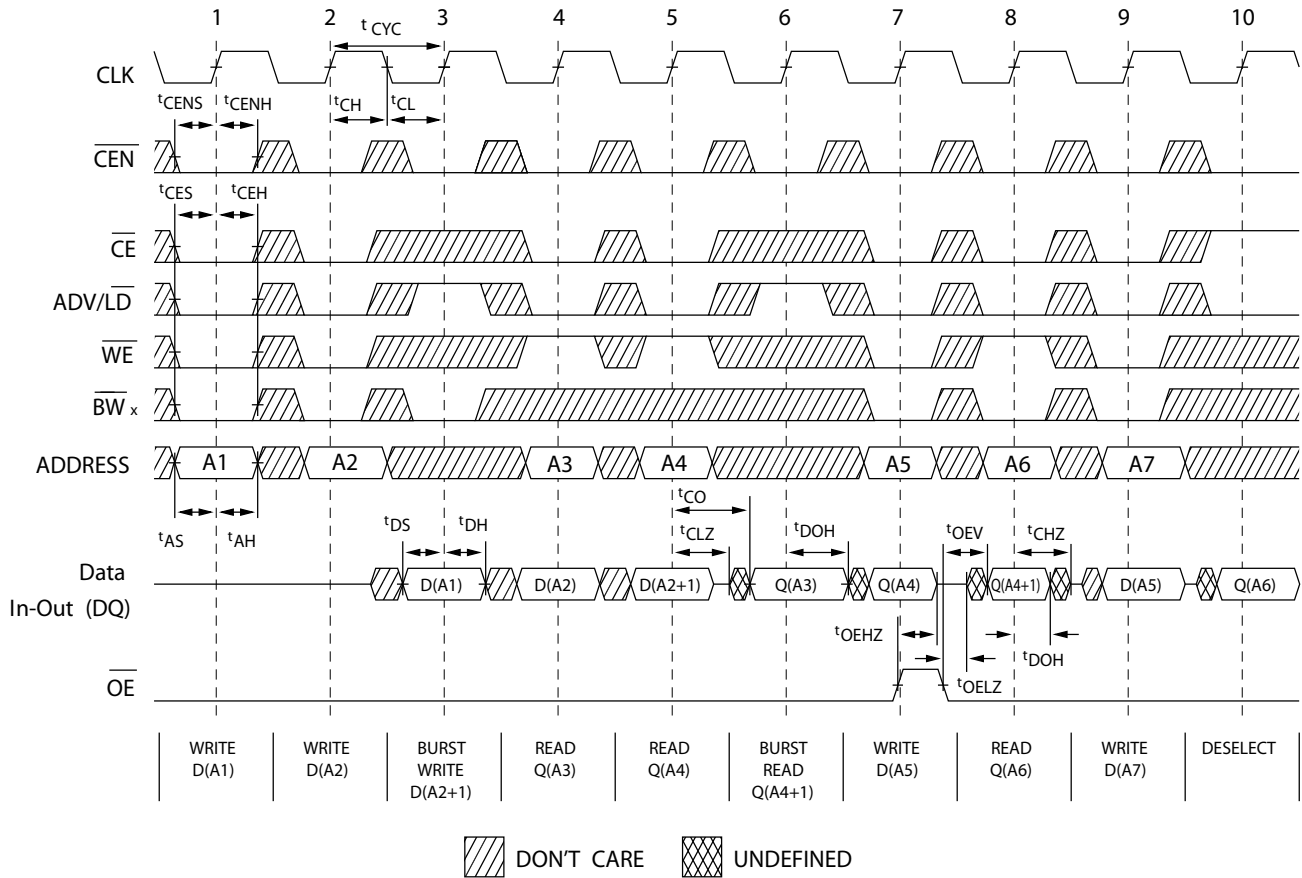 1 2 3 4 5 6 7 8 9 10
t CYC
CLK
tCENS tCENH tCH tCL
CEN
tCES tCEH
CE
ADV/LD
WE
BW x
ADDRESS A1 A2 A3 A4 A5 A6 A7
tCO
tAS tAH tDS tDH tCLZ tDOH tOEV tCHZ
Data
In-Out (DQ)
D(A1) D(A2) D(A2+1) Q(A3) Q(A4) Q(A4+1) D(A5) Q(A6)
tOEHZ tDOH
tOELZ
OE
WRITE D(A1)
WRITE D(A2)
BURST WRITE D(A2+1)
READ Q(A3)
READ Q(A4)
BURST READ Q(A4+1)
WRITE D(A5)
READ Q(A6)
WRITE D(A7)
DESELECT
DON'T CARE UNDEFINED